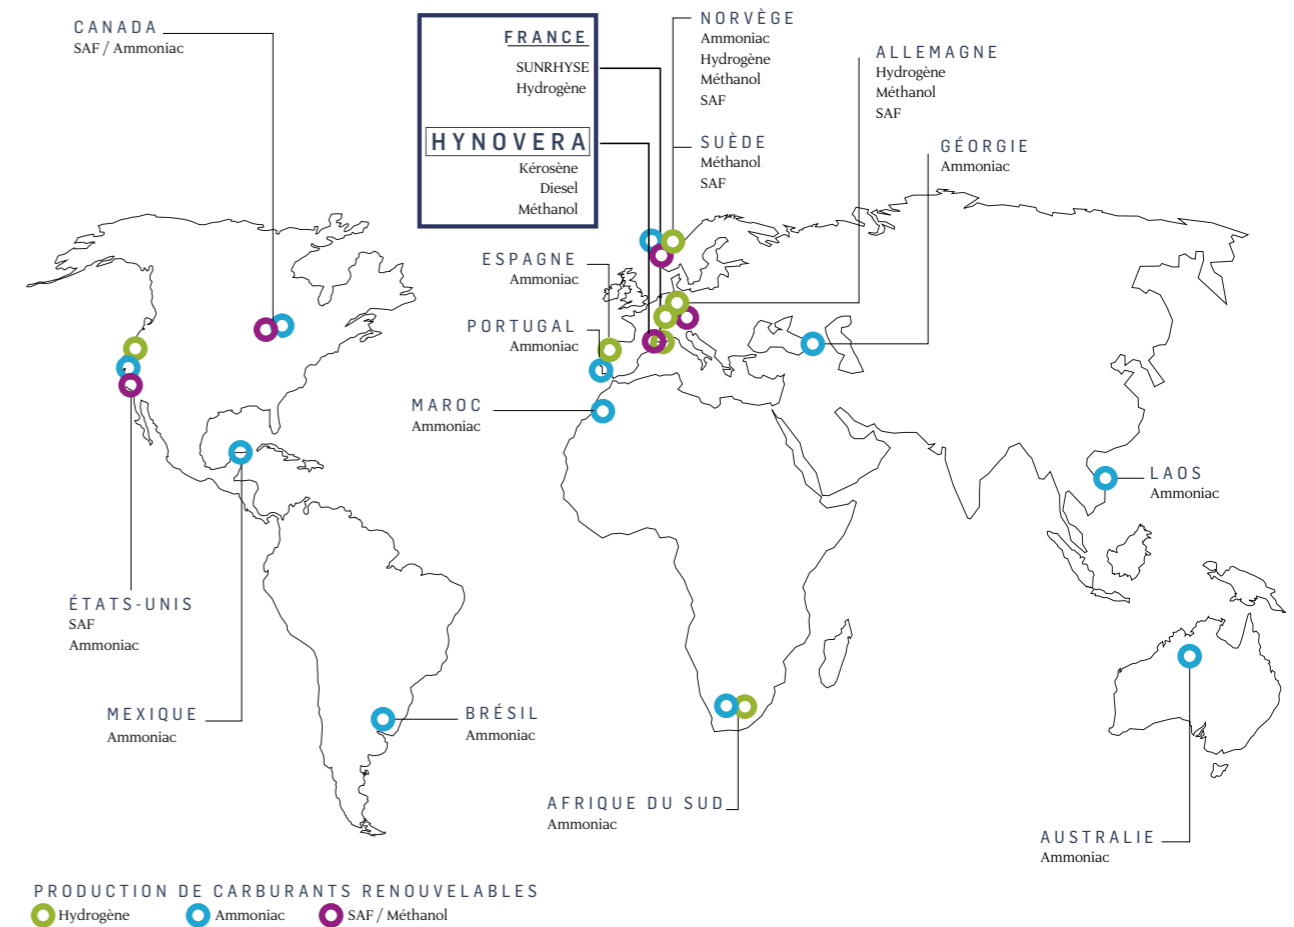 CANADA
SAF / Ammoniac
FRANCE
SUNRHYSE
Hydrogène
HYNOVERA
Kérosène
Diesel
Méthanol
NORVÈGE
Ammoniac
Hydrogène
Méthanol
SAF
SUÈDE
Méthanol
SAF
ALLEMAGNE
Hydrogène
Méthanol
SAF
GÉORGIE
Ammoniac
ESPAGNE
Ammoniac
PORTUGAL
Ammoniac
MAROC
Ammoniac
LAOS
Ammoniac
ÉTATS-UNIS
SAF
Ammoniac
MEXIQUE
Ammoniac
BRÉSIL
Ammoniac
AFRIQUE DU SUD
Ammoniac
AUSTRALIE
Ammoniac
PRODUCTION DE CARBURANTS RENOUVELABLES
Hydrogène
Ammoniac
SAF / Méthanol